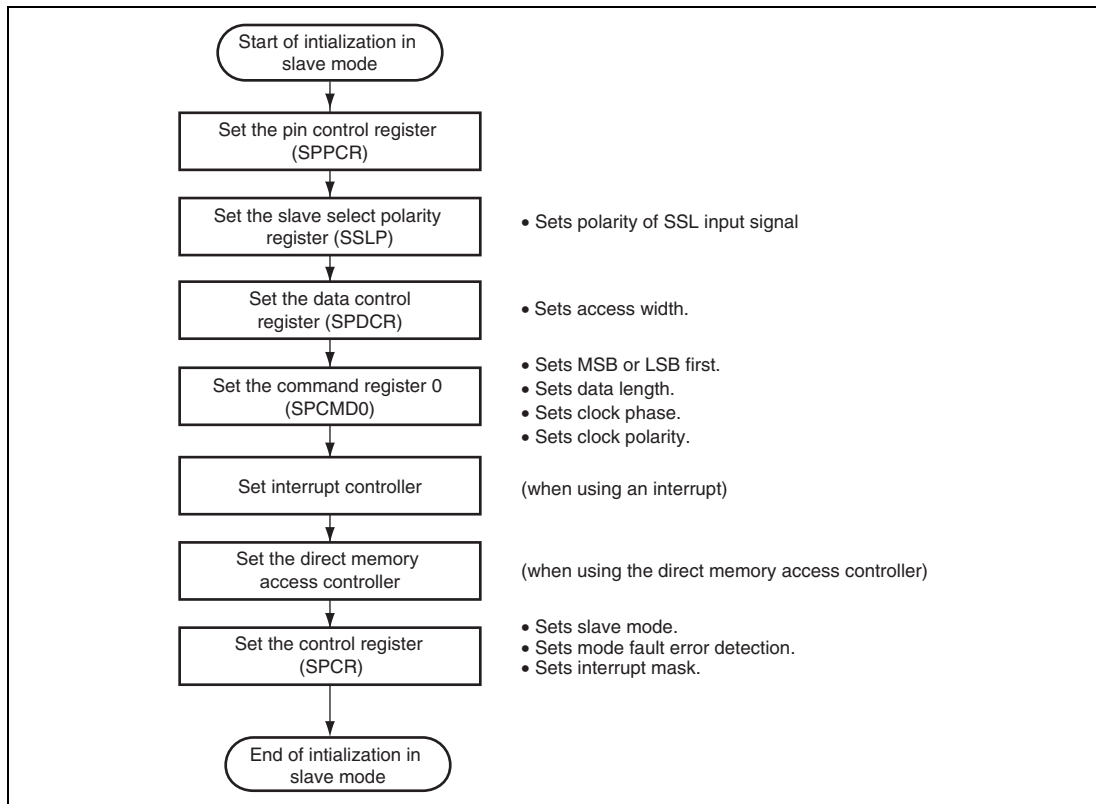 Start of intialization in
slave mode
Set the pin control register
(SPPCR)
Set the slave select polarity
register (SSLP)
• Sets polarity of SSL input signal
Set the data control
register (SPDCR)
• Sets access width.
Set the command register 0
(SPCMD0)
• Sets MSB or LSB first.
• Sets data length.
• Sets clock phase.
• Sets clock polarity.
Set interrupt controller
(when using an interrupt)
Set the direct memory
access controller
(when using the direct memory access controller)
Set the control register
(SPCR)
• Sets slave mode.
• Sets mode fault error detection.
• Sets interrupt mask.
End of intialization in
slave mode